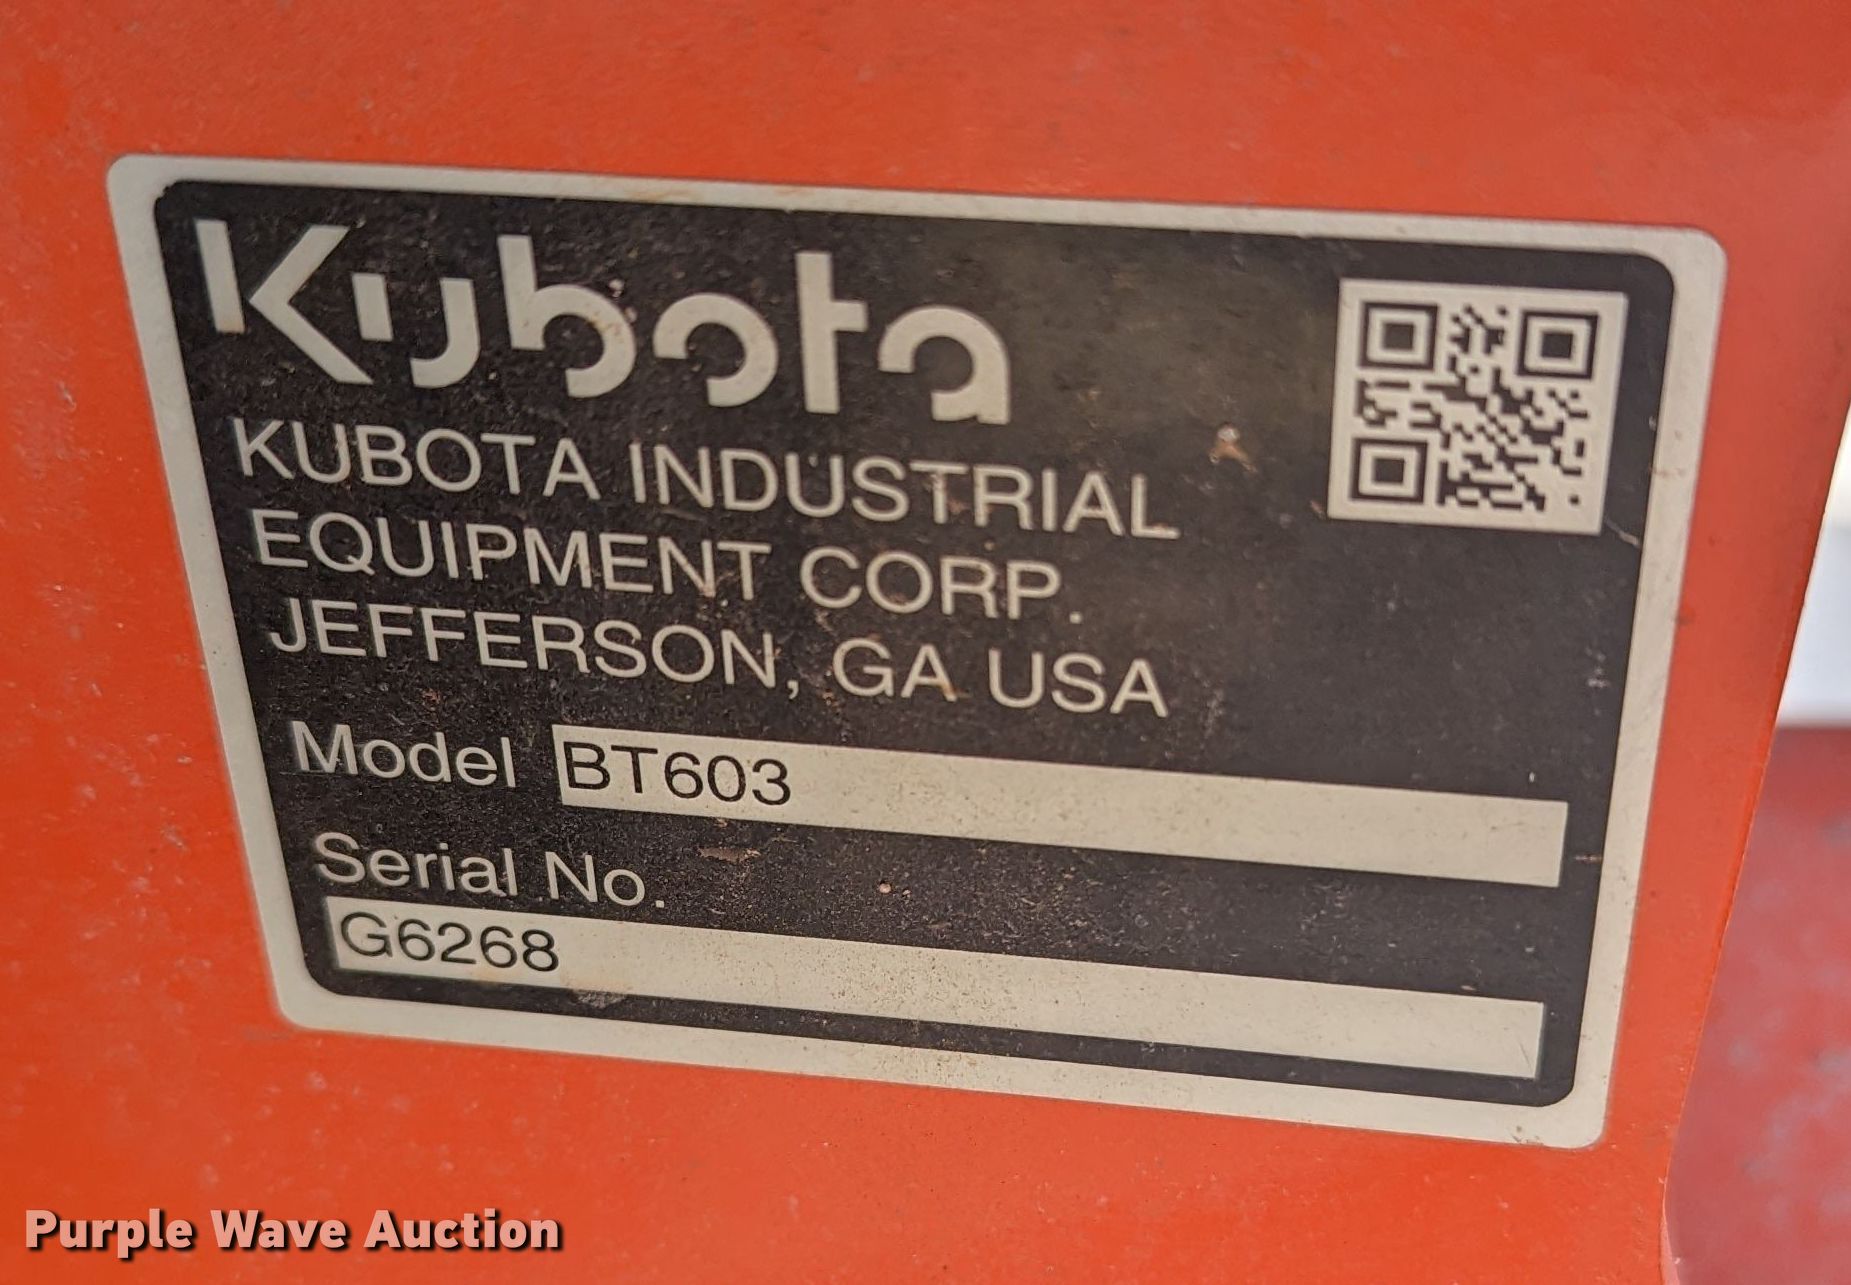 Kubota
KUBOTA INDUSTRIAL
EQUIPMENT CORP.
JEFFERSON, GA USA
Model BT603
Serial No.
G6268
Purple Wave Auction